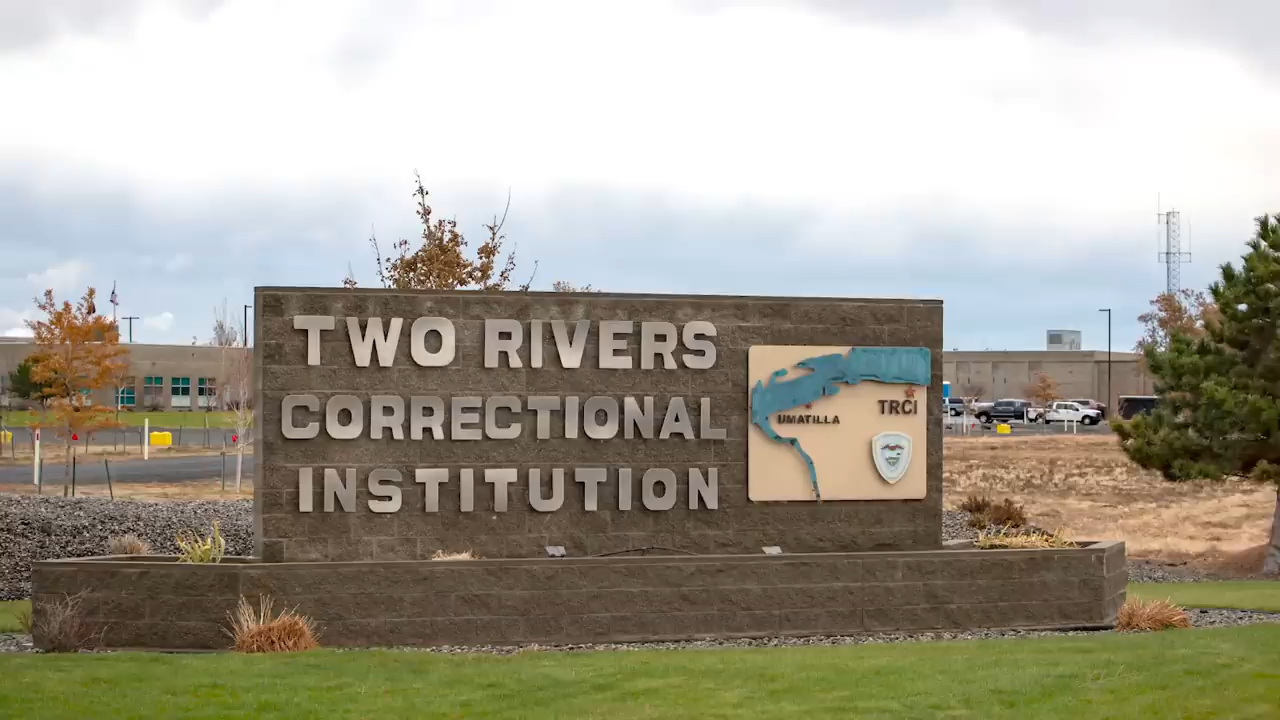 TWO RIVERS
CORRECTIONAL
INSTITUTION
TRCI
UMATILLA